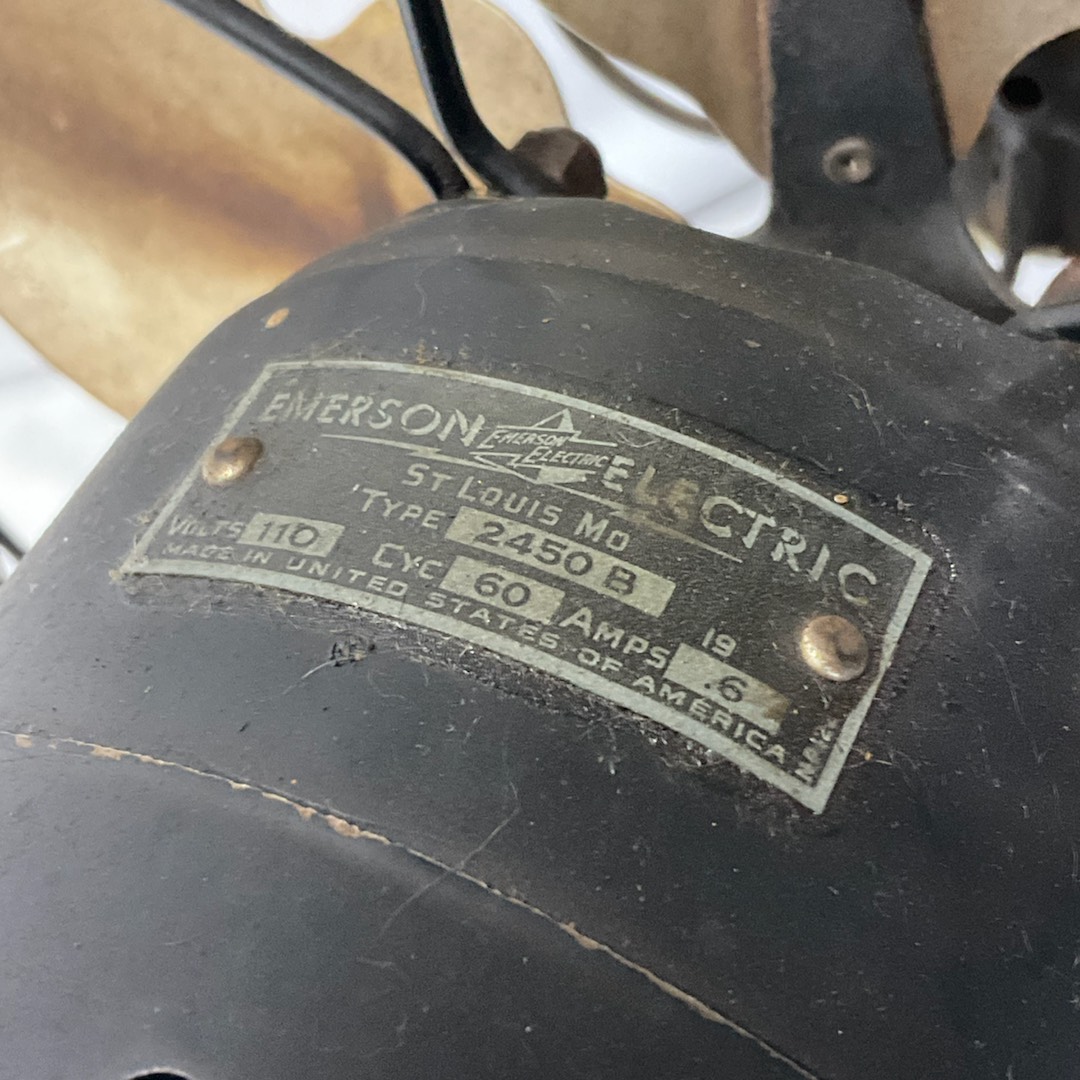 EMERSON ELECTRIC
EMERSON
ELECTRIC
ST LOUIS MO
TYPE 2450 B
VOLTS 110 CYC 60 AMPS .6
19
MADE IN UNITED STATES OF AMERICA